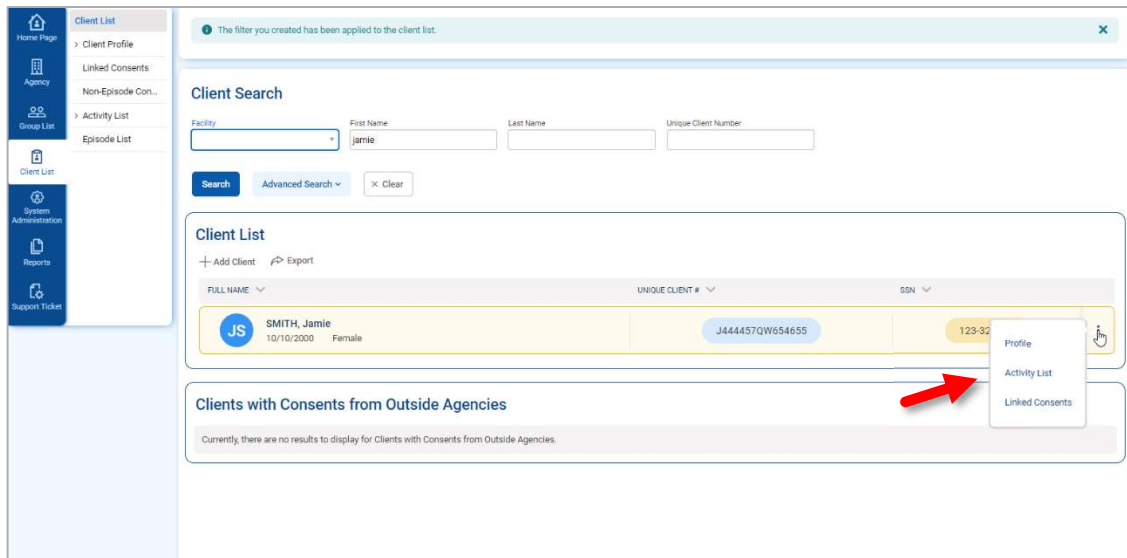 Home Page
Agency
Group List
Client List
System
Administration
Reports
Support Ticket
Client List
Client Profile
Linked Consents
Non-Episode Con...
Activity List
Episode List
The filter you created has been applied to the client list.
Client Search
Facility First Name Last Name Unique Client Number
jamie
Search Advanced Search × Clear
Client List
+ Add Client Export
FULL NAME UNIQUE CLIENT # SSN
JS SMITH, Jamie J444457QW654655 123-32
10/10/2000 Female
Profile
Activity List
Linked Consents
Clients with Consents from Outside Agencies
Currently, there are no results to display for Clients with Consents from Outside Agencies.